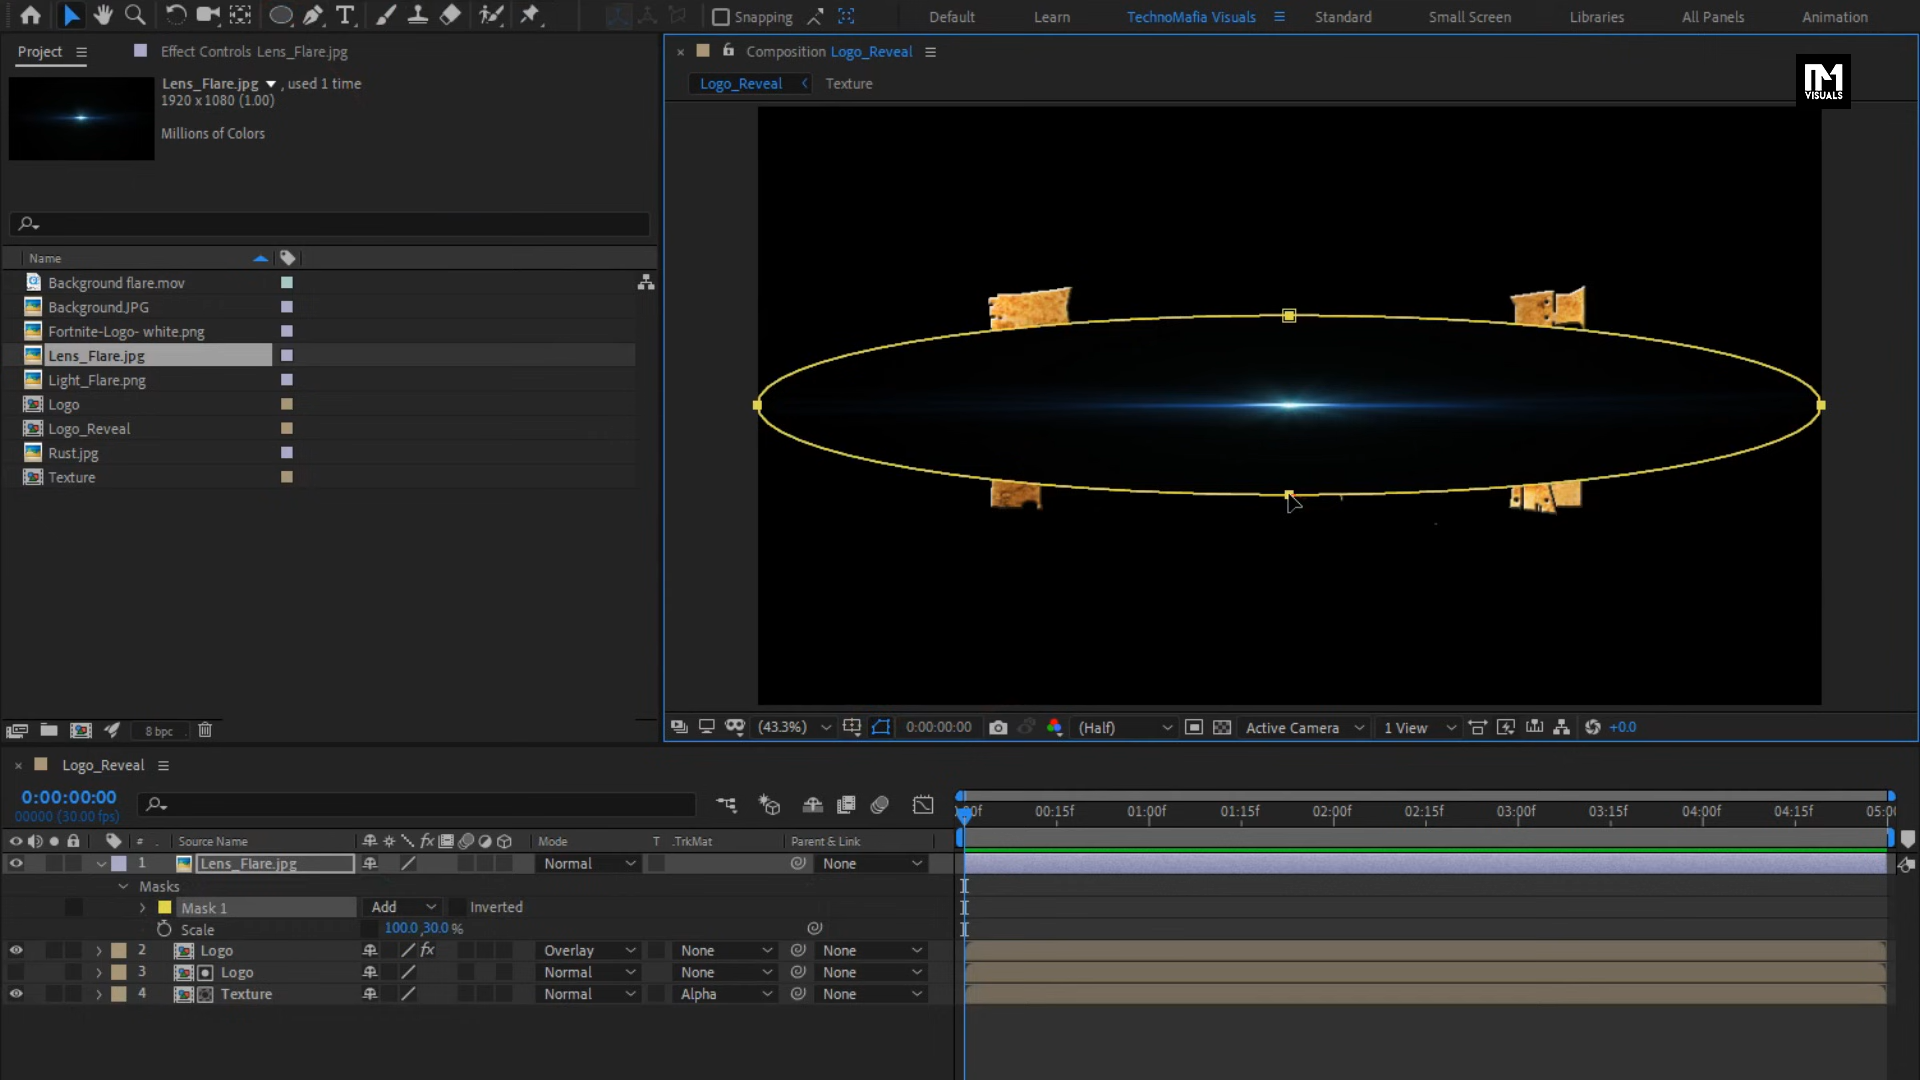 Snapping
Default
Learn
TechnoMafia Visuals
Standard
Small Screen
Libraries
All Panels
Animation
Project
Effect Controls Lens_Flare.jpg
Composition Logo_Reveal
Lens_Flare.jpg , used 1 time
1920 x 1080 (1.00)
Millions of Colors
Logo_Reveal
Texture
VISUALS
Name
Background flare.mov
Background.JPG
Fortnite-Logo- white.png
Lens_Flare.jpg
Light_Flare.png
Logo
Logo_Reveal
Rust.jpg
Texture
8 bpc
(43.3%)
0:00:00:00
(Half)
Active Camera
1 View
+0.0
Logo_Reveal
0:00:00:00
00000 (30.00 fps)
00f 00:15f 01:00f 01:15f 02:00f 02:15f 03:00f 03:15f 04:00f 04:15f 05:00
# . Source Name fx Mode T .TrkMat Parent & Link
1 Lens_Flare.jpg Normal None
Masks
Mask 1 Add Inverted
Scale 100.0,30.0 %
2 Logo fx Overlay None None
3 Logo Normal None None
4 Texture Normal Alpha None